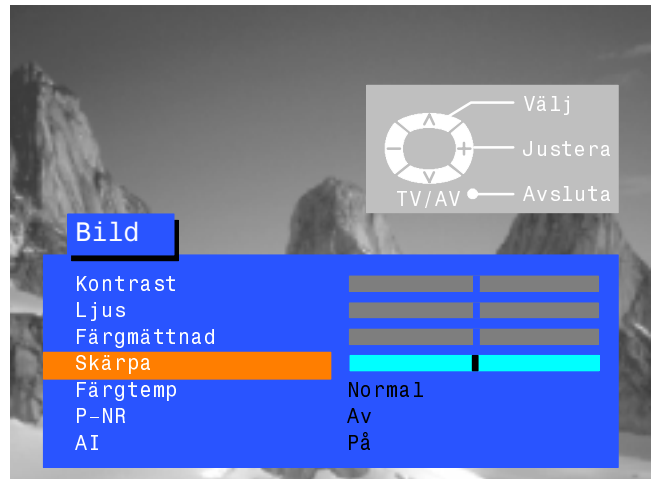 Välj
Justera
TV/AV Avsluta
Bild
Kontrast
Ljus
Färgmättnad
Skärpa
Färgtemp Normal
P-NR Av
AI På